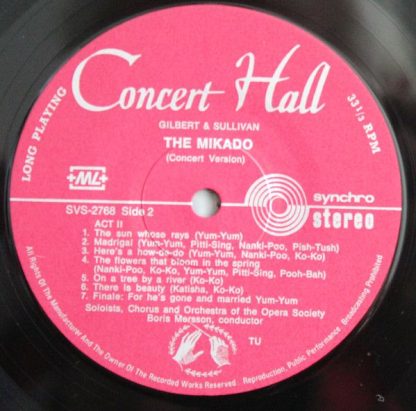 Concert Hall
LONG PLAYING
33 1/3 RPM
GILBERT & SULLIVAN
THE MIKADO
(Concert Version)
ML
synchro
stereo
SVS-2768 Side 2
ACT II
1. The sun whose rays (Yum-Yum)
2. Madrigal (Yum-Yum, Pitti-Sing, Nanki-Poo, Pish-Tush)
3. Here's a how-do-do (Yum-Yum, Nanki-Poo, Ko-Ko)
4. The flowers that bloom in the spring
(Nanki-Poo, Ko-Ko, Yum-Yum, Pitti-Sing, Pooh-Bah)
5. On a tree by a river (Ko-Ko)
6. There is beauty (Katisha, Ko-Ko)
7. Finale: For he's gone and married Yum-Yum
Soloists, Chorus and Orchestra of the Opera Society
Boris Mersson, conductor
TU
All Rights Of The Manufacturer And The Owner Of The Recorded Works Reserved. Reproduction, Public Performance, Broadcasting Prohibited